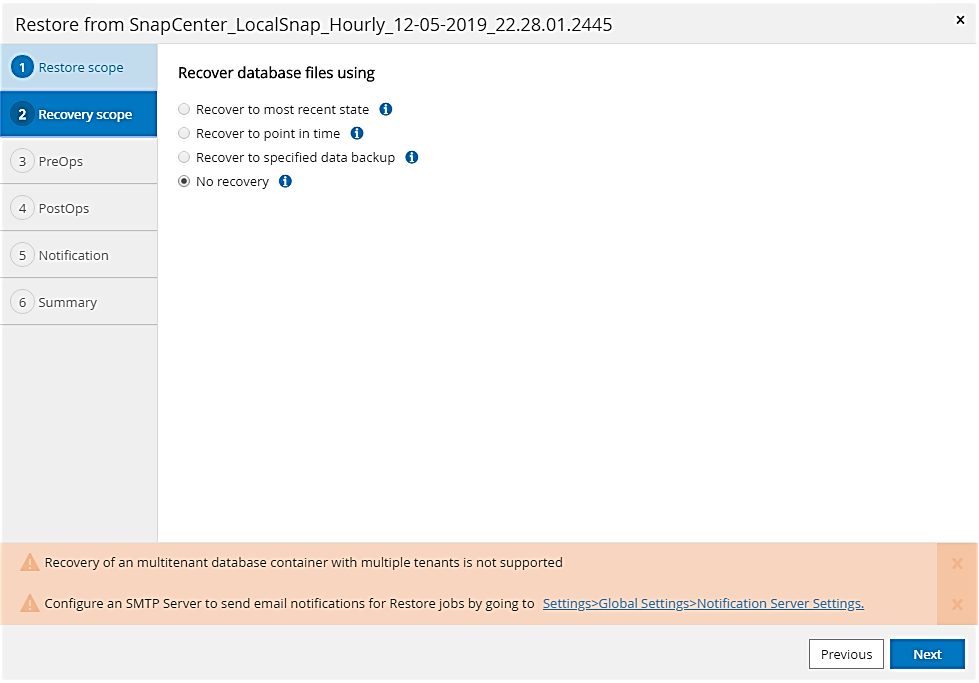 Restore from SnapCenter_LocalSnap_Hourly_12-05-2019_22.28.01.2445
x
1 Restore scope
2 Recovery scope
3 PreOps
4 PostOps
5 Notification
6 Summary
Recover database files using
Recover to most recent state i
Recover to point in time i
Recover to specified data backup i
No recovery i
Recovery of an multitenant database container with multiple tenants is not supported x
Configure an SMTP Server to send email notifications for Restore jobs by going to Settings>Global Settings>Notification Server Settings. x
Previous Next